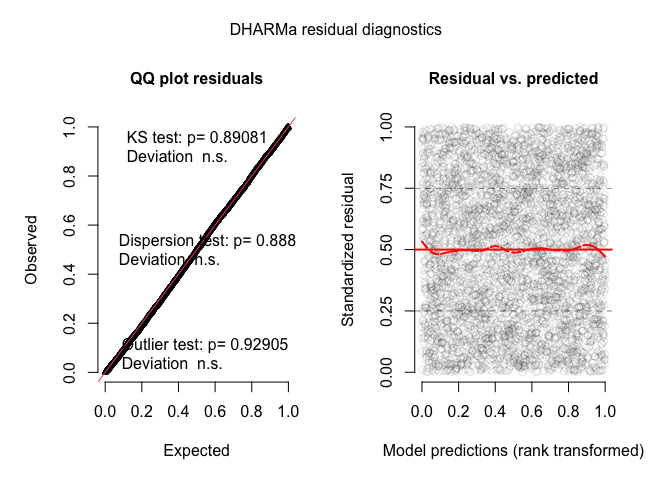 DHARMa residual diagnostics
QQ plot residuals
KS test: p= 0.89081
Deviation n.s.
Dispersion test: p= 0.888
Deviation n.s.
Outlier test: p= 0.92905
Deviation n.s.
Observed
0.0 0.2 0.4 0.6 0.8 1.0
0.0 0.2 0.4 0.6 0.8 1.0
Expected
Residual vs. predicted
Standardized residual
0.00 0.25 0.50 0.75 1.00
0.0 0.2 0.4 0.6 0.8 1.0
Model predictions (rank transformed)